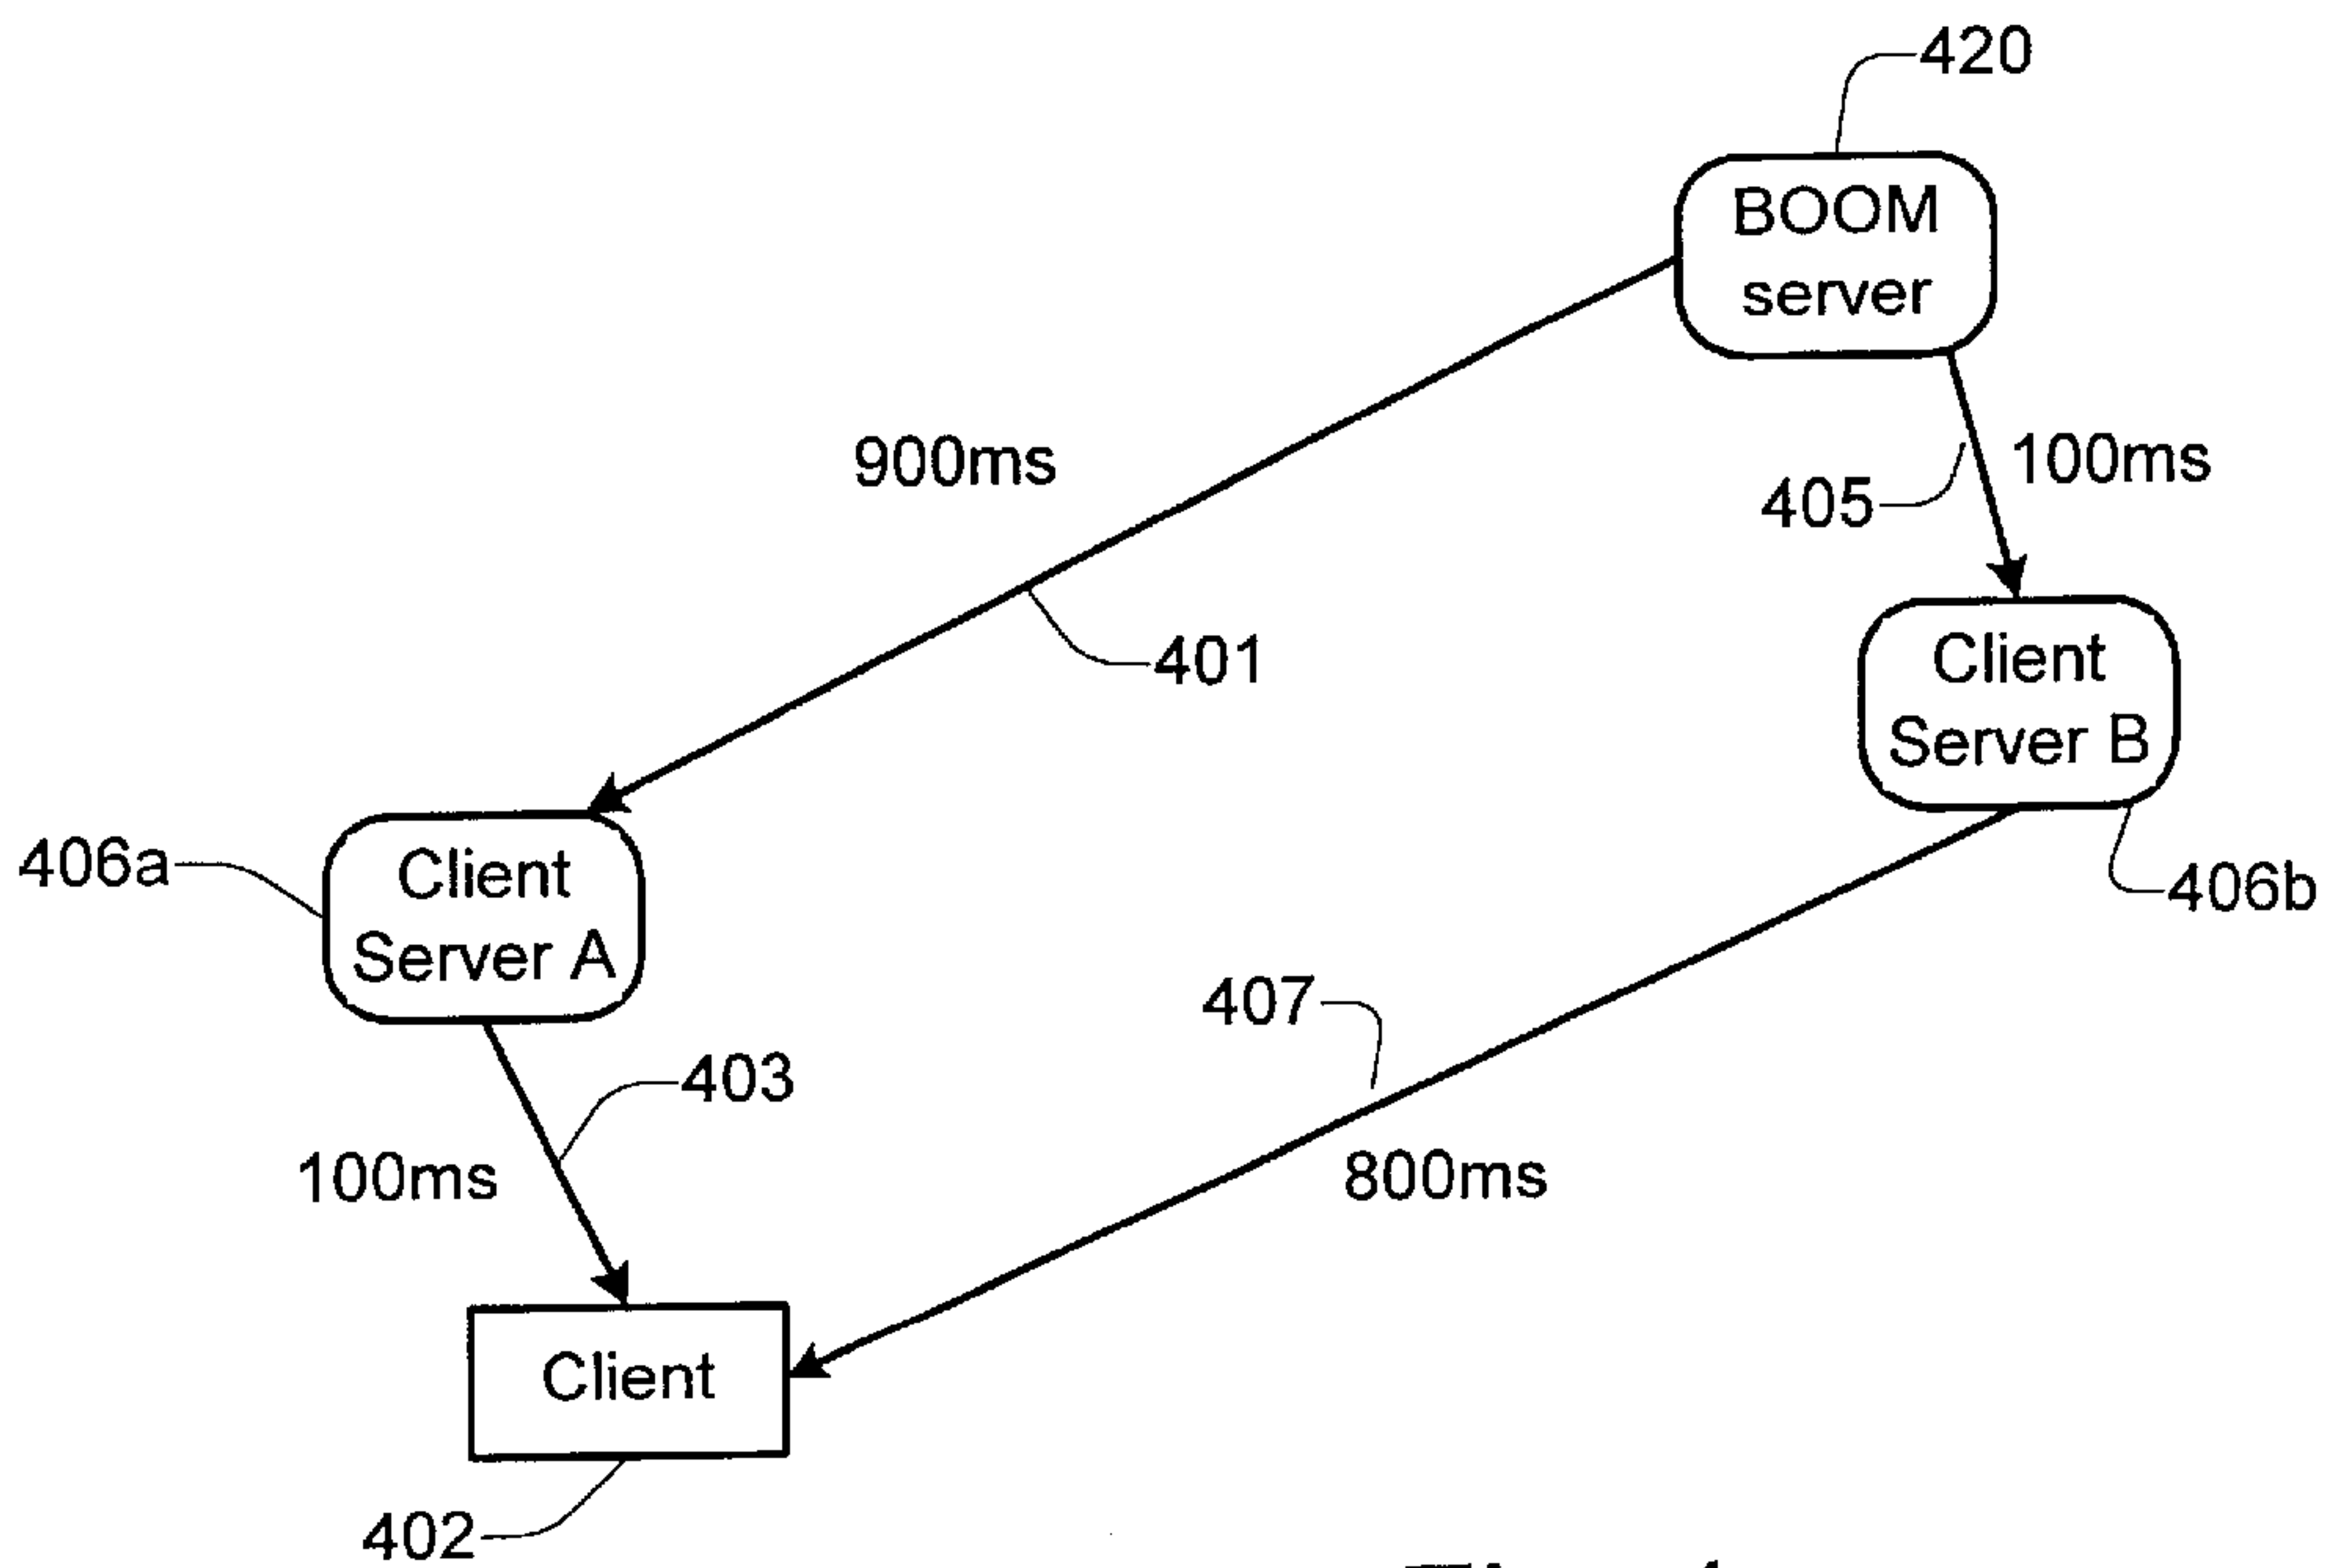 420
BOOM
server
900ms
100ms
405
401
Client
Server B
406a
Client
Server A
406b
407
403
100ms
800ms
Client
402